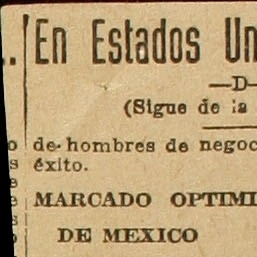 En Estados Un
—D—
(Sigue de la
de hombres de negoc
éxito.
MARCADO OPTIMI
DE MEXICO